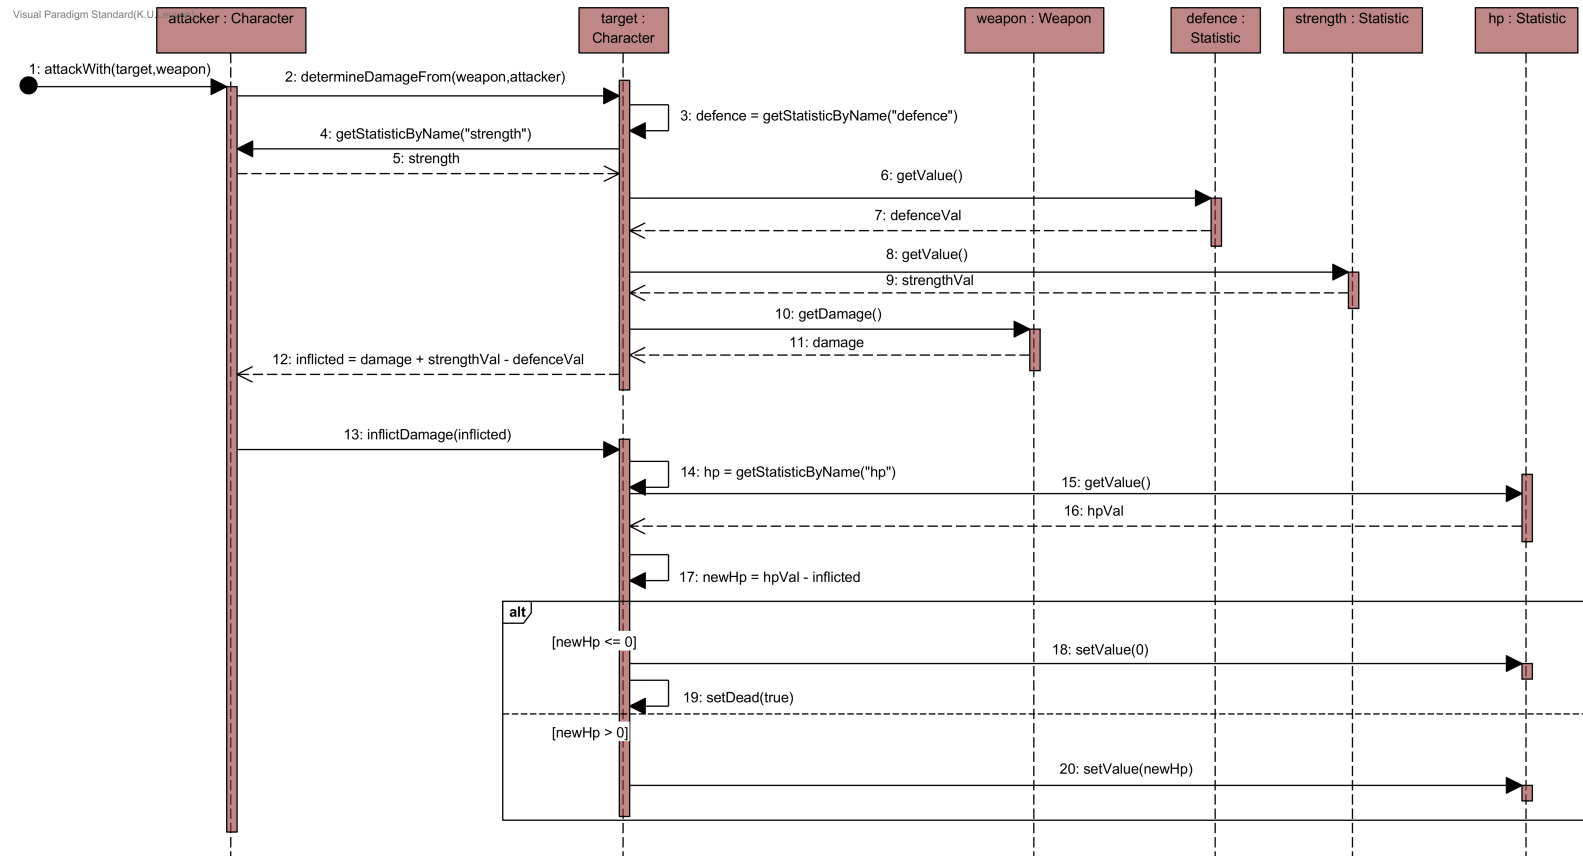 Visual Paradigm Standard(K.U.
attacker : Character
target :
Character
weapon : Weapon
defence :
Statistic
strength : Statistic
hp : Statistic
1: attackWith(target,weapon)
2: determineDamageFrom(weapon,attacker)
3: defence = getStatisticByName("defence")
4: getStatisticByName("strength")
5: strength
6: getValue()
7: defenceVal
8: getValue()
9: strengthVal
10: getDamage()
11: damage
12: inflicted = damage + strengthVal - defenceVal
13: inflictDamage(inflicted)
14: hp = getStatisticByName("hp")
15: getValue()
16: hpVal
17: newHp = hpVal - inflicted
alt
[newHp <= 0]
18: setValue(0)
19: setDead(true)
[newHp > 0]
20: setValue(newHp)